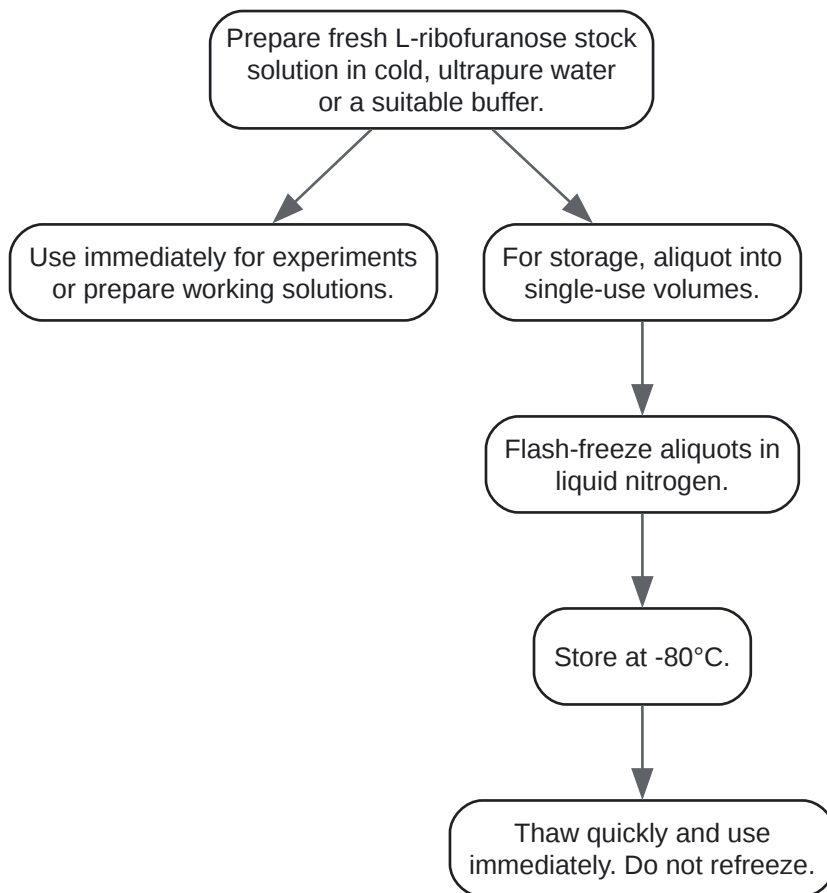 Prepare fresh L-ribofuranose stock
solution in cold, ultrapure water
or a suitable buffer.
Use immediately for experiments
or prepare working solutions.
For storage, aliquot into
single-use volumes.
Flash-freeze aliquots in
liquid nitrogen.
Store at -80°C.
Thaw quickly and use
immediately. Do not refreeze.